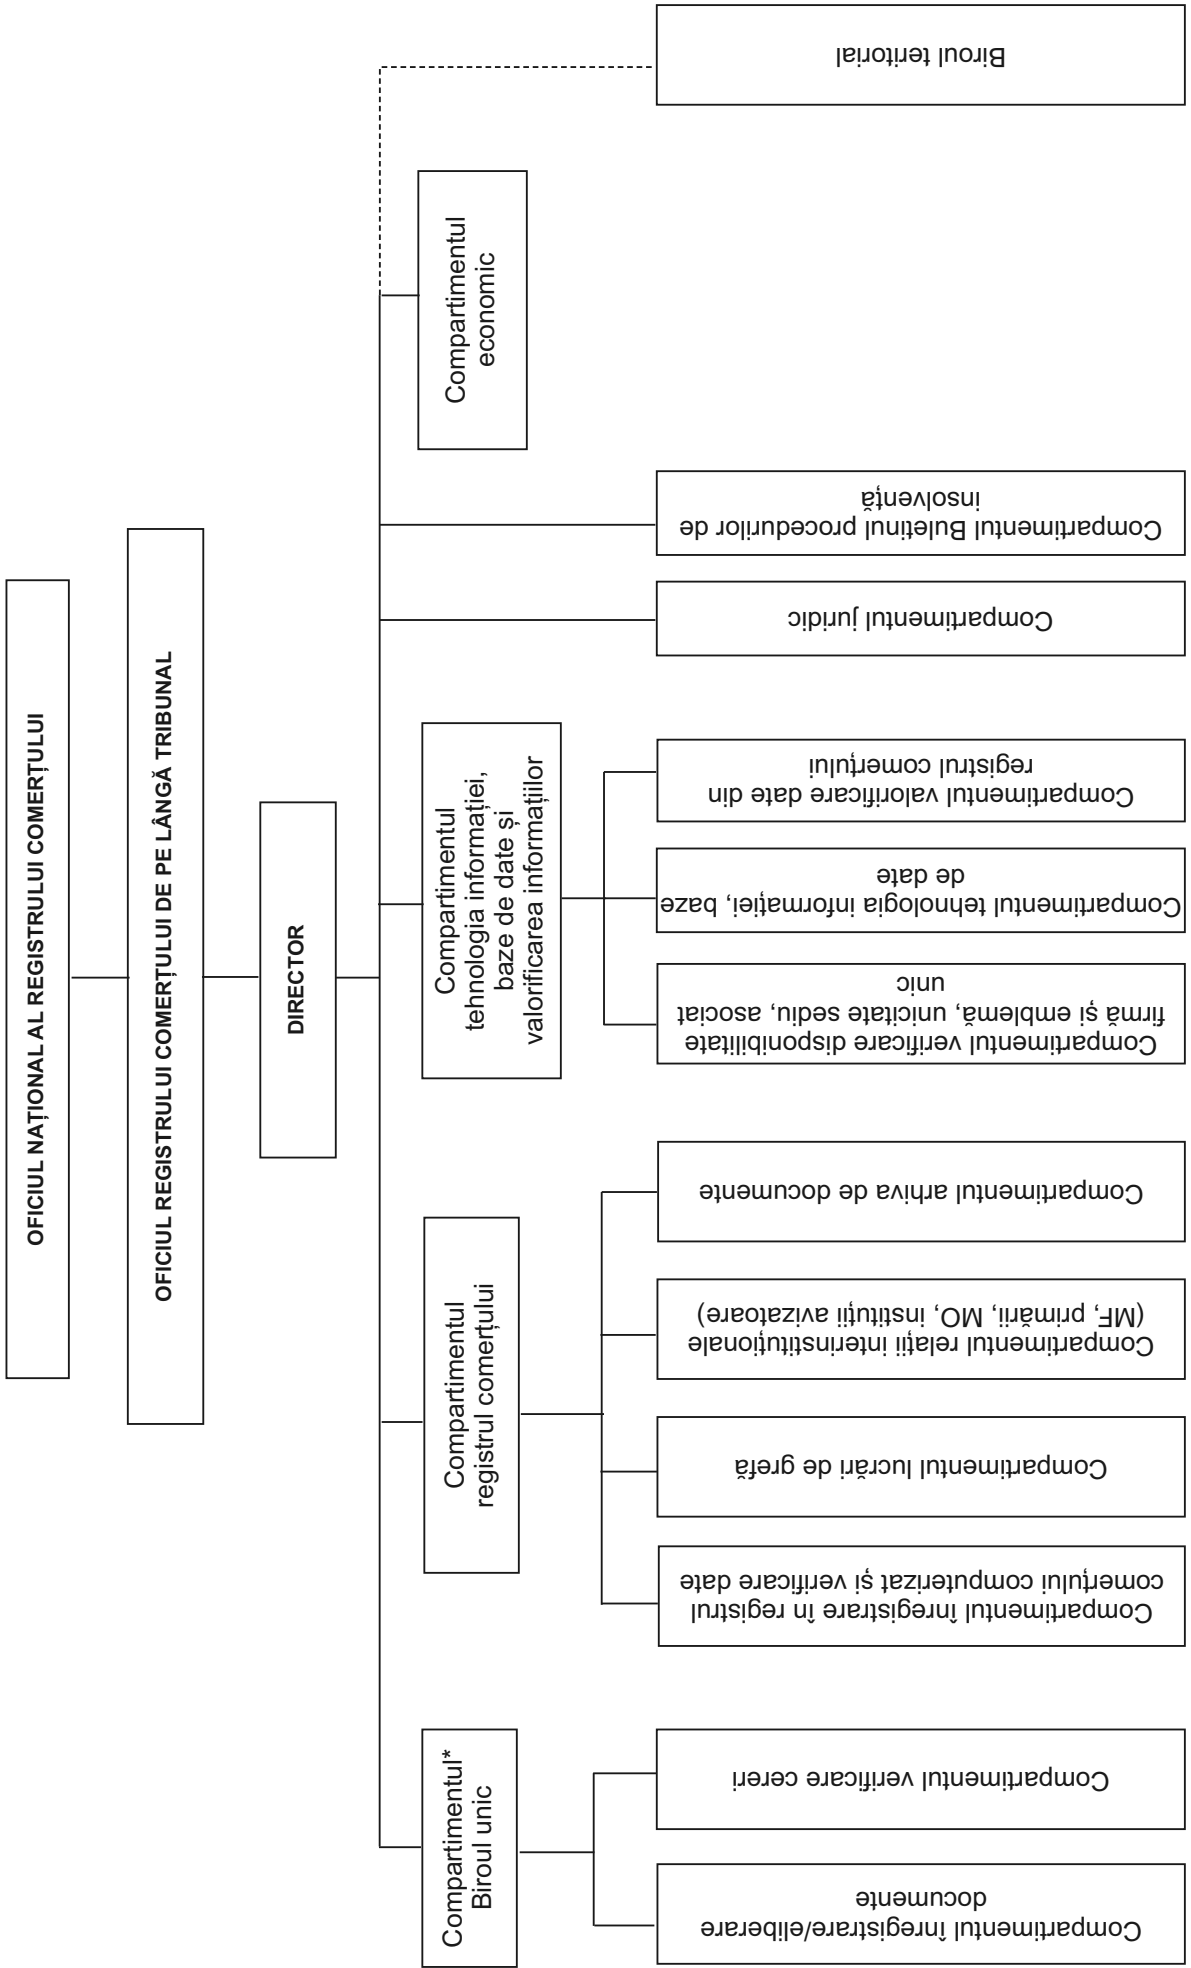 OFICIUL NAȚIONAL AL REGISTRULUI COMERȚULUI
OFICIUL REGISTRULUI COMERȚULUI DE PE LÂNGĂ TRIBUNAL
DIRECTOR
Compartimentul*
Biroul unic
Compartimentul
registrul comerțului
Compartimentul
tehnologia informației,
baze de date și
valorificarea informațiilor
Compartimentul
economic
Compartimentul înregistrare/eliberare
documente
Compartimentul verificare cereri
Compartimentul înregistrare în registrul
comerțului computerizat și verificare date
Compartimentul lucrări de grefă
Compartimentul relații interinstituționale
(MF, primării, MO, instituții avizatoare)
Compartimentul arhiva de documente
Compartimentul verificare disponibilitate
firmă și emblemă, unicitate sediu, asociat
unic
Compartimentul tehnologia informației, baze
de date
Compartimentul valorificare date din
registrul comerțului
Compartimentul juridic
Compartimentul Buletinul procedurilor de
insolvență
Biroul teritorial